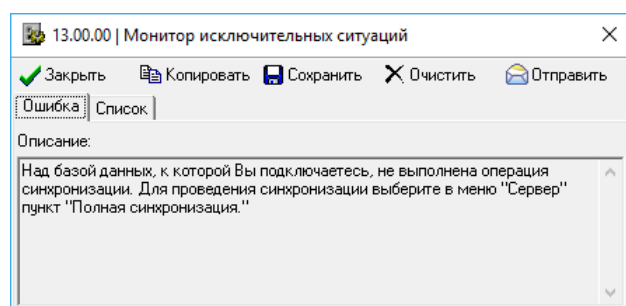 13.00.00 | Монитор исключительных ситуаций
Закрыть Копировать Сохранить Очистить Отправить
Ошибка Список
Описание:
Над базой данных, к которой Вы подключаетесь, не выполнена операция
синхронизации. Для проведения синхронизации выберите в меню "Сервер"
пункт "Полная синхронизация."